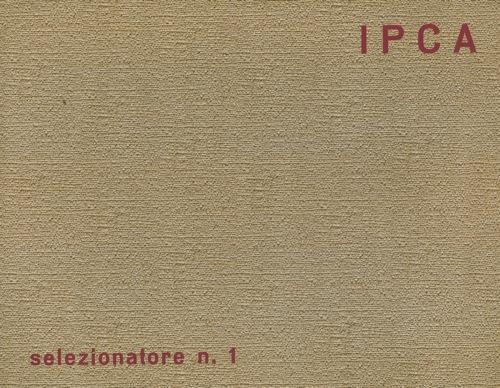 IPCA
selezionatore n. 1